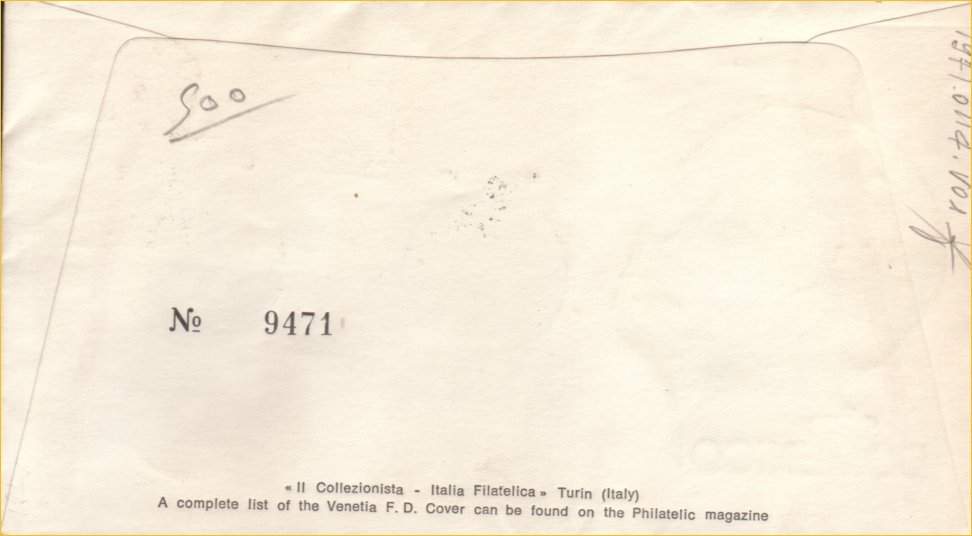 500
№ 9471
« Il Collezionista - Italia Filatelica » Turin (Italy)
A complete list of the Venetia F. D. Cover can be found on the Philatelic magazine